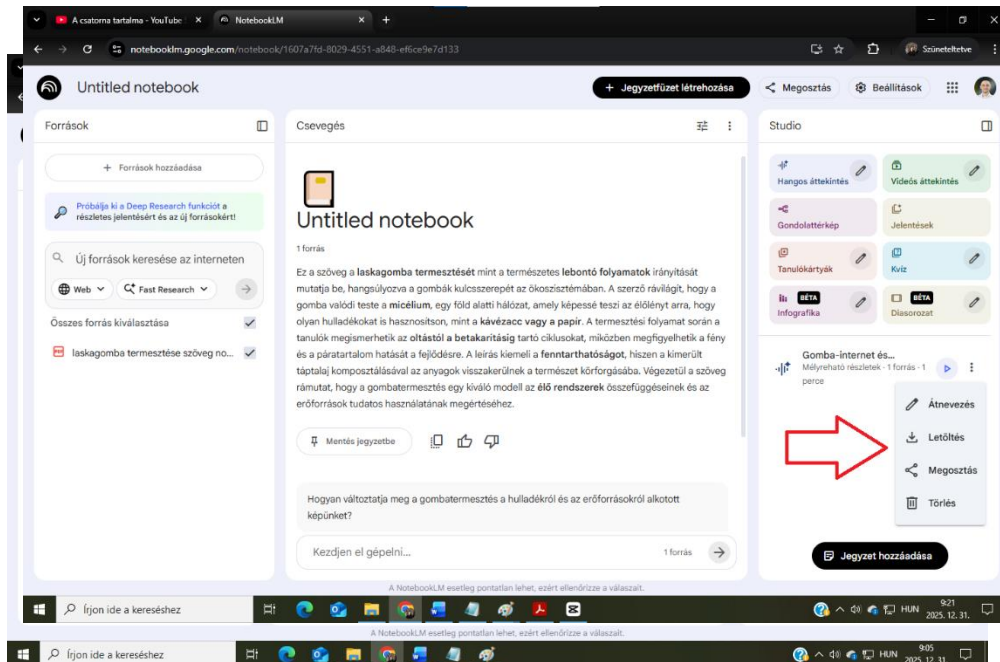 A csatorna tartalma - YouTube S
NotebookLM
notebooklm.google.com/notebook/1607a7fd-8029-4551-a848-ef6ce9e7d133
Szüneteltetve
Untitled notebook
+ Jegyzetfüzet létrehozása
Megosztás
Beállítások
Források
+ Források hozzáadása
Próbálja ki a Deep Research funkciót a
részletes jelentésért és az új forrásokért!
Új források keresése az interneten
Web
Fast Research
Összes forrás kiválasztása
PDF
laskagomba termesztése szöveg no...
Csevegés
Untitled notebook
1 forrás
Ez a szöveg a laskagomba termesztését mint a természetes lebontó folyamatok irányítását
mutatja be, hangsúlyozva a gombák kulcsszerepét az ökoszisztémában. A szerző rávilágít, hogy a
gomba valódi teste a micélium, egy föld alatti hálózat, amely képessé teszi az élőlényt arra, hogy
olyan hulladékokat is hasznosítson, mint a kávézacc vagy a papír. A termesztési folyamat során a
tanulók megismerhetik az oltástól a betakarításig tartó ciklusokat, miközben megfigyelhetik a fény
és a páratartalom hatását a fejlődésre. A leírás kiemeli a fenntarthatóságot, hiszen a kimerült
táptalaj komposztálásával az anyagok visszakerülnek a természet körforgásába. Végezetül a szöveg
rámutat, hogy a gombatermesztés egy kiváló modell az élő rendszerek összefüggéseinek és az
erőforrások tudatos használatának megértéséhez.
Mentés jegyzetbe
Hogyan változtatja meg a gombatermesztés a hulladékról és az erőforrásokról alkotott
képünket?
Kezdjen el gépelni...
1 forrás
Studio
Hangos áttekintés
Videós áttekintés
Gondolattérkép
Jelentések
Tanulókártyák
Kvíz
BÉTA
Infografika
BÉTA
Diasorozat
Gomba-internet és...
Mélyreható részletek · 1 forrás · 1
perce
Átnevezés
Letöltés
Megosztás
Törlés
Jegyzet hozzáadása
A NotebookLM esetleg pontatlan lehet, ezért ellenőrizze a válaszait.
Írjon ide a kereséshez
HUN
9:21
2025. 12. 31.
A NotebookLM esetleg pontatlan lehet, ezért ellenőrizze a válaszait.
Írjon ide a kereséshez
HUN
9:05
2025. 12. 31.